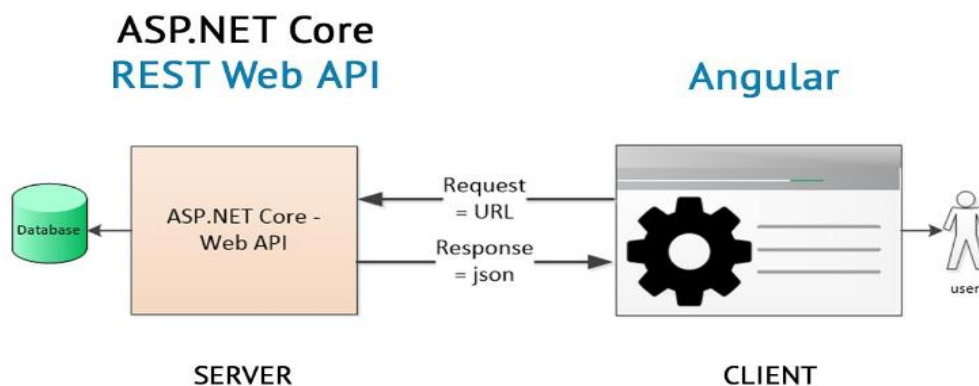 ASP.NET Core
REST Web API
Angular
Database
ASP.NET Core -
Web API
Request
= URL
Response
= json
user
SERVER
CLIENT